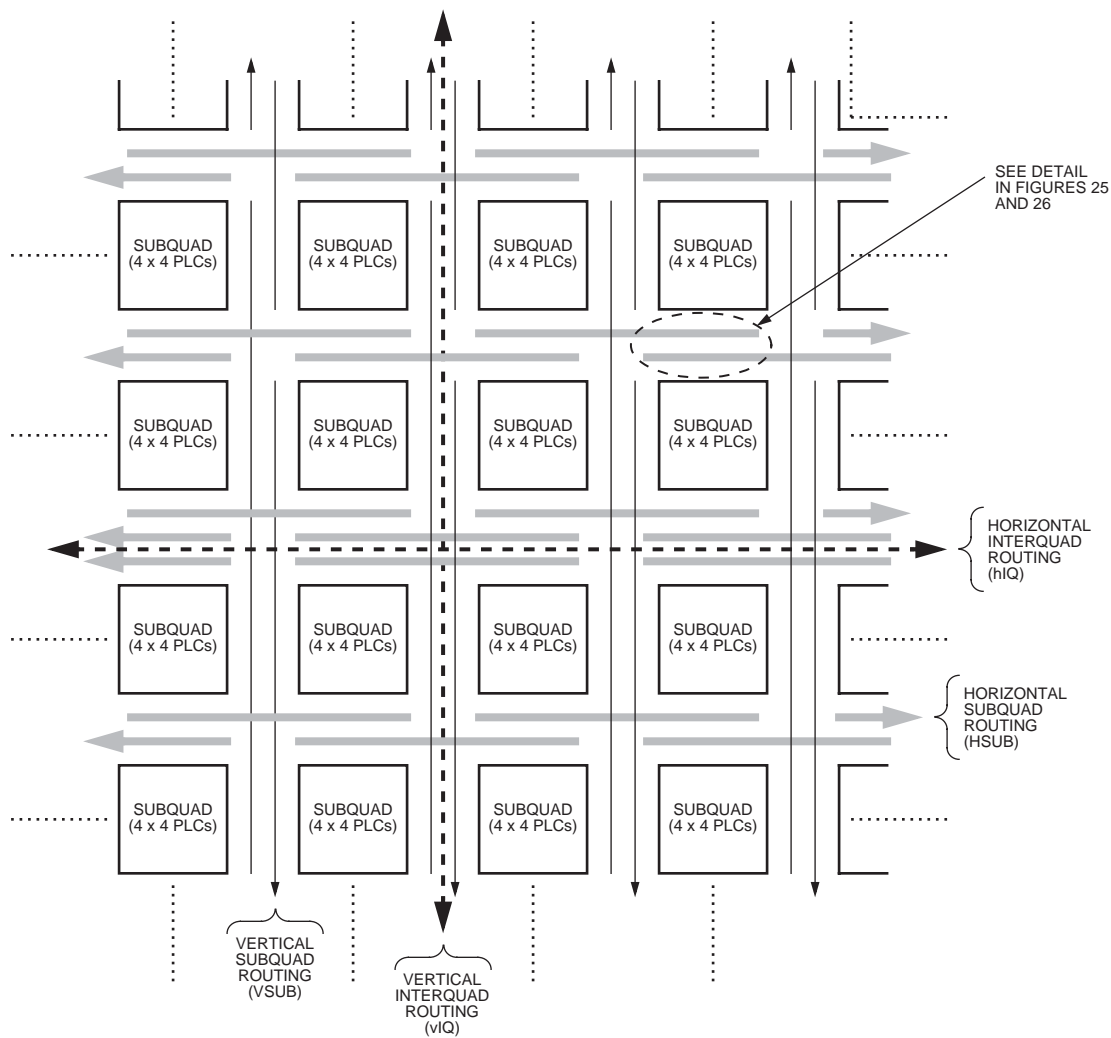 SEE DETAIL
IN FIGURES 25
AND 26
SUBQUAD
(4 x 4 PLCs)
SUBQUAD
(4 x 4 PLCs)
SUBQUAD
(4 x 4 PLCs)
SUBQUAD
(4 x 4 PLCs)
SUBQUAD
(4 x 4 PLCs)
SUBQUAD
(4 x 4 PLCs)
SUBQUAD
(4 x 4 PLCs)
SUBQUAD
(4 x 4 PLCs)
HORIZONTAL
INTERQUAD
ROUTING
(hIQ)
SUBQUAD
(4 x 4 PLCs)
SUBQUAD
(4 x 4 PLCs)
SUBQUAD
(4 x 4 PLCs)
SUBQUAD
(4 x 4 PLCs)
HORIZONTAL
SUBQUAD
ROUTING
(HSUB)
SUBQUAD
(4 x 4 PLCs)
SUBQUAD
(4 x 4 PLCs)
SUBQUAD
(4 x 4 PLCs)
SUBQUAD
(4 x 4 PLCs)
VERTICAL
SUBQUAD
ROUTING
(VSUB)
VERTICAL
INTERQUAD
ROUTING
(vIQ)